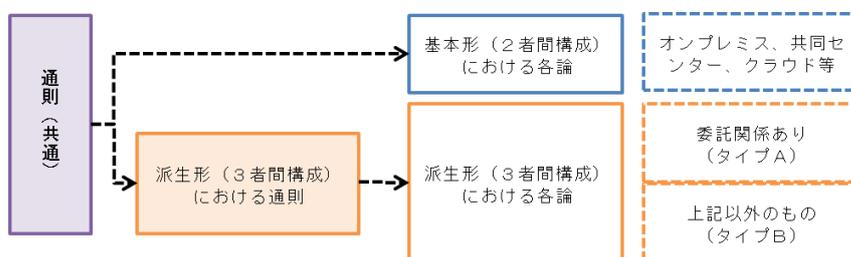 通則（共通）
基本形（２者間構成）
における各論
オンプレミス、共同セ
ンター、クラウド等
派生形（３者間構成）
における通則
派生形（３者間構成）
における各論
委託関係あり
（タイプＡ）
上記以外のもの
（タイプＢ）